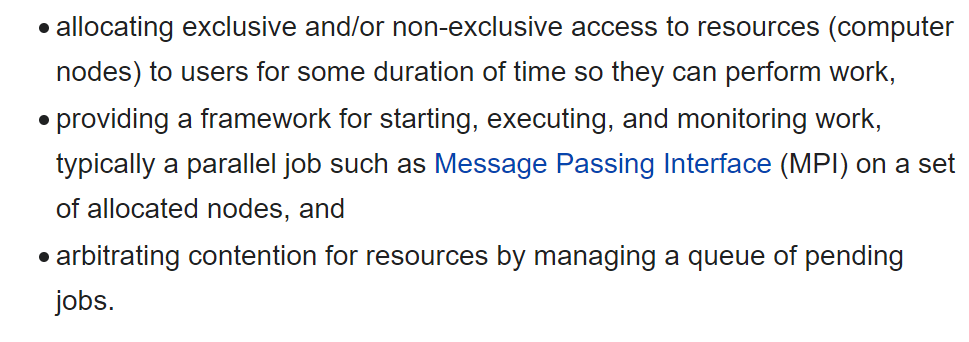 • allocating exclusive and/or non-exclusive access to resources (computer
nodes) to users for some duration of time so they can perform work,
• providing a framework for starting, executing, and monitoring work,
typically a parallel job such as Message Passing Interface (MPI) on a set
of allocated nodes, and
• arbitrating contention for resources by managing a queue of pending
jobs.